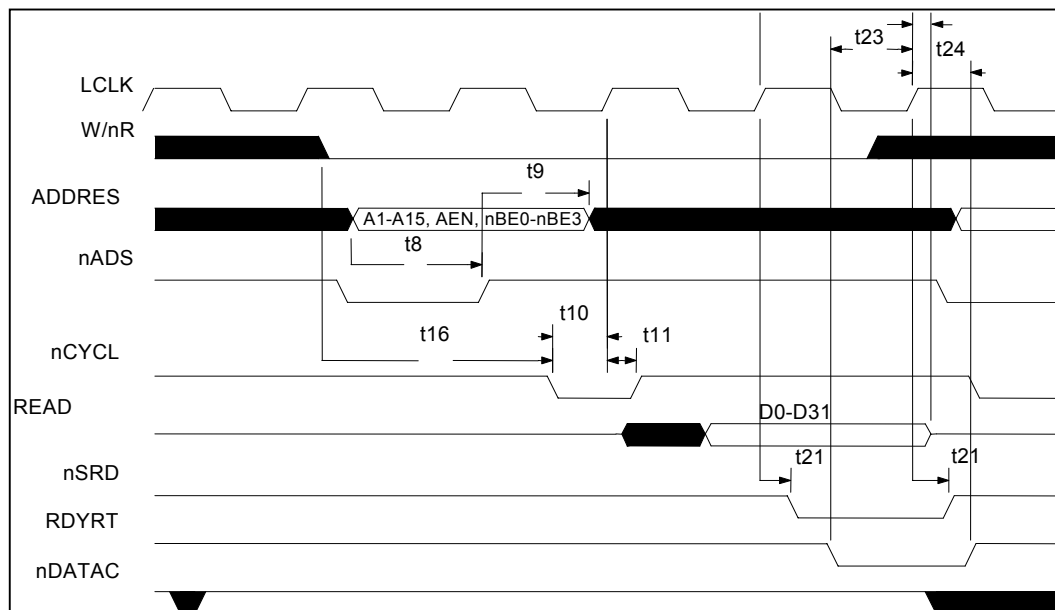 t23
t24
LCLK
W/nR
t9
ADDRES
A1-A15, AEN, nBE0-nBE3
t8
nADS
t10
t16
t11
nCYCL
READ
D0-D31
nSRD
t21
t21
RDYRT
nDATAC